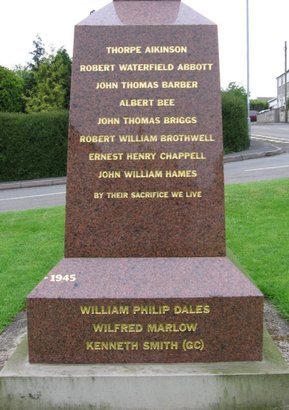 THORPE AIKINSON
ROBERT WATERFIELD ABBOTT
JOHN THOMAS BARBER
ALBERT BEE
JOHN THOMAS BRIGGS
ROBERT WILLIAM BROTHWELL
ERNEST HENRY CHAPPELL
JOHN WILLIAM HAMES
BY THEIR SACRIFICE WE LIVE
- 1945
WILLIAM PHILIP DALES
WILFRED MARLOW
KENNETH SMITH (GC)